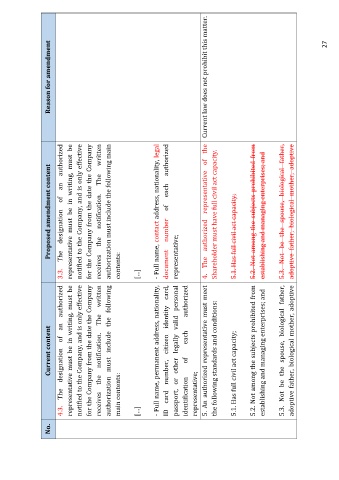 No.
Current content
Proposed amendment content
Reason for amendment
4.3. The designation of an authorized
representative must be in writing, must be
notified to the Company, and is only effective
for the Company from the date the Company
receives the notification. The written
authorization must include the following
main contents:
[...]
- Full name, permanent address, nationality,
ID card number, citizen identity card,
passport, or other legally valid personal
identification of each authorized
representative;
5. An authorized representative must meet
the following standards and conditions:
5.1. Has full civil act capacity;
5.2. Not among the subjects prohibited from
establishing and managing enterprises; and
5.3. Not be the spouse, biological father,
adoptive father, biological mother, adoptive
3.3. The designation of an authorized
representative must be in writing, must be
notified to the Company, and is only effective
for the Company from the date the Company
receives the notification. The written
authorization must include the following main
contents:
[...]
- Full name, contact address, nationality, legal
document number of each authorized
representative;
4. The authorized representative of the
Shareholder must have full civil act capacity.
5.1. Has full civil act capacity;
5.2. Not among the subjects prohibited from
establishing and managing enterprises; and
5.3. Not be the spouse, biological father,
adoptive father, biological mother, adoptive
Current law does not prohibit this matter.
27